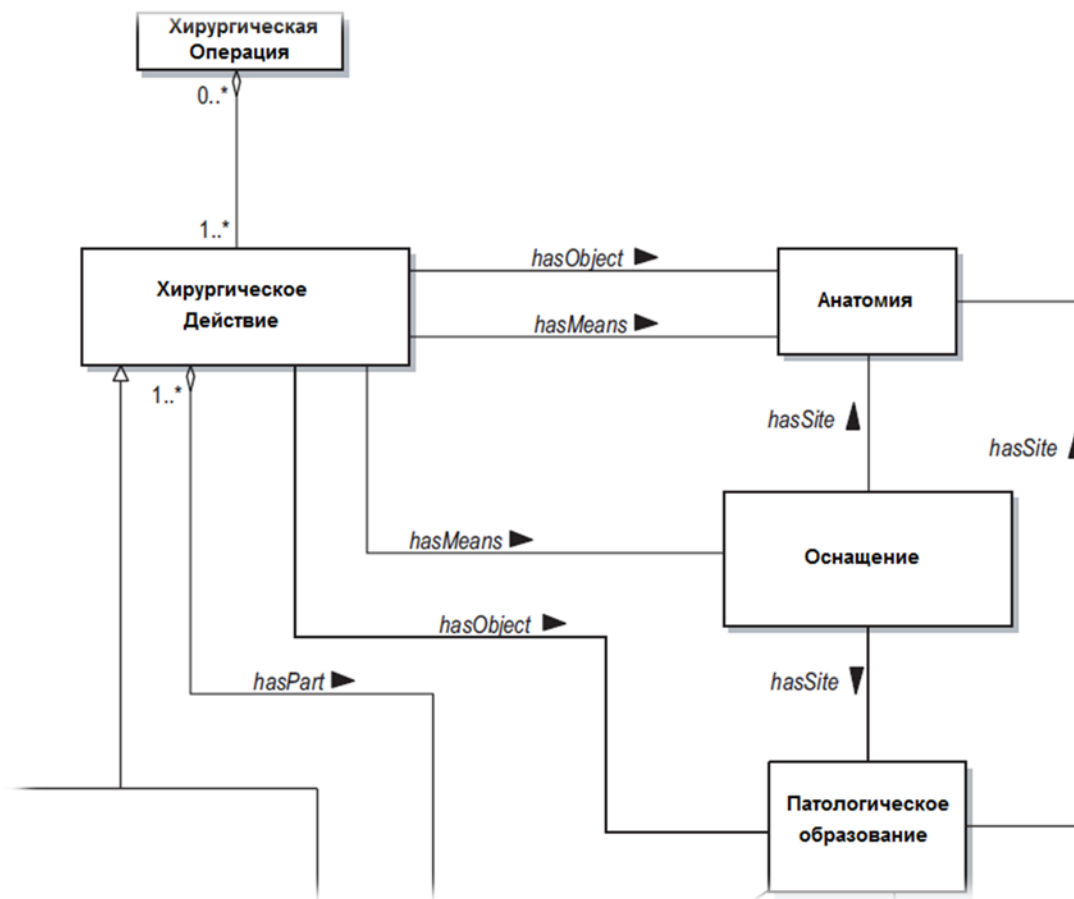 Хирургическая
Операция
0..*
1..*
hasObject
Хирургическое
Действие
Анатомия
hasMeans
1..*
hasSite
hasSite
hasMeans
Оснащение
hasObject
hasPart
hasSite
Патологическое
образование